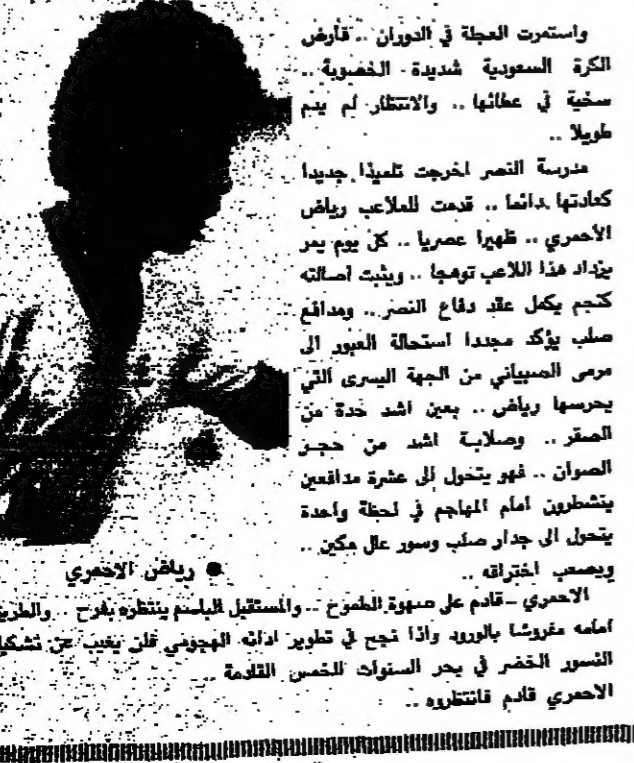 واستمرت العجلة في الدوران .. فأرض
الكرة السعودية شديدة الخصوبة ..
سخية في عطائها .. والانتظار لم يدم
طويلا ..
مدرسة النصر اخرجت تلميذا جديدا
كعادتها دائما .. قدمت للملاعب رياض
الأحمري .. ظهيرا عصريا .. كل يوم يمر
يزداد هذا اللاعب توهجا .. ويثبت اصالته
كنجم يكمل عقد دفاع النصر .. ومدافع
صلب يؤكد مجددا استحالة العبور الى
مرمى الصبياني من الجهة اليسرى التي
يحرسها رياض .. بعين اشد حدة من
الصقر .. وصلابة اشد من حجر
الصوان .. فهو يتحول إلى عشرة مدافعين
ينشطرون امام المهاجم في لحظة واحدة
يتحول الى جدار صلب وسور عال مكين ..
ويصعب اختراقه ..
● رياض الاحمري
الاحمري - قادم على صهوة الطموح .. والمستقبل الباسم ينتظره بفرح .. والطريق
امامه مفروشا بالورود واذا نجح في تطوير ادائه الهجومي فلن يغيب عن تشكيل
النسور الخضر في بحر السنوات الخمس القادمة ..
الاحمري قادم فانتظروه ..